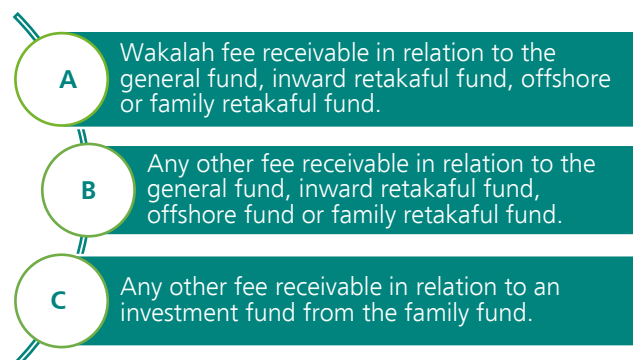 A
Wakalah fee receivable in relation to the
general fund, inward retakaful fund, offshore
or family retakaful fund.
B
Any other fee receivable in relation to the
general fund, inward retakaful fund,
offshore fund or family retakaful fund.
C
Any other fee receivable in relation to an
investment fund from the family fund.